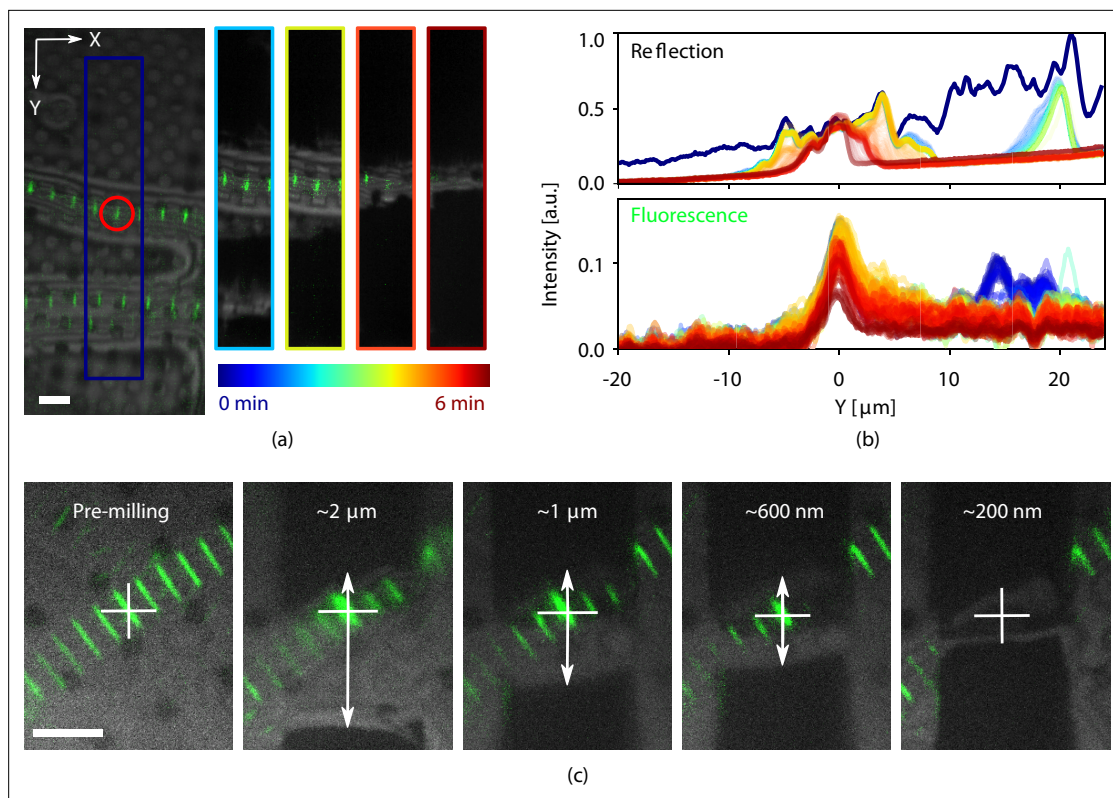 X
Y
0 min
6 min
(a)
1.0
Reflection
0.5
0.0
Intensity [a.u.]
Fluorescence
0.1
0.0
-20
-10
0
10
20
Y [µm]
(b)
Pre-milling
~2 µm
~1 µm
~600 nm
~200 nm
(c)